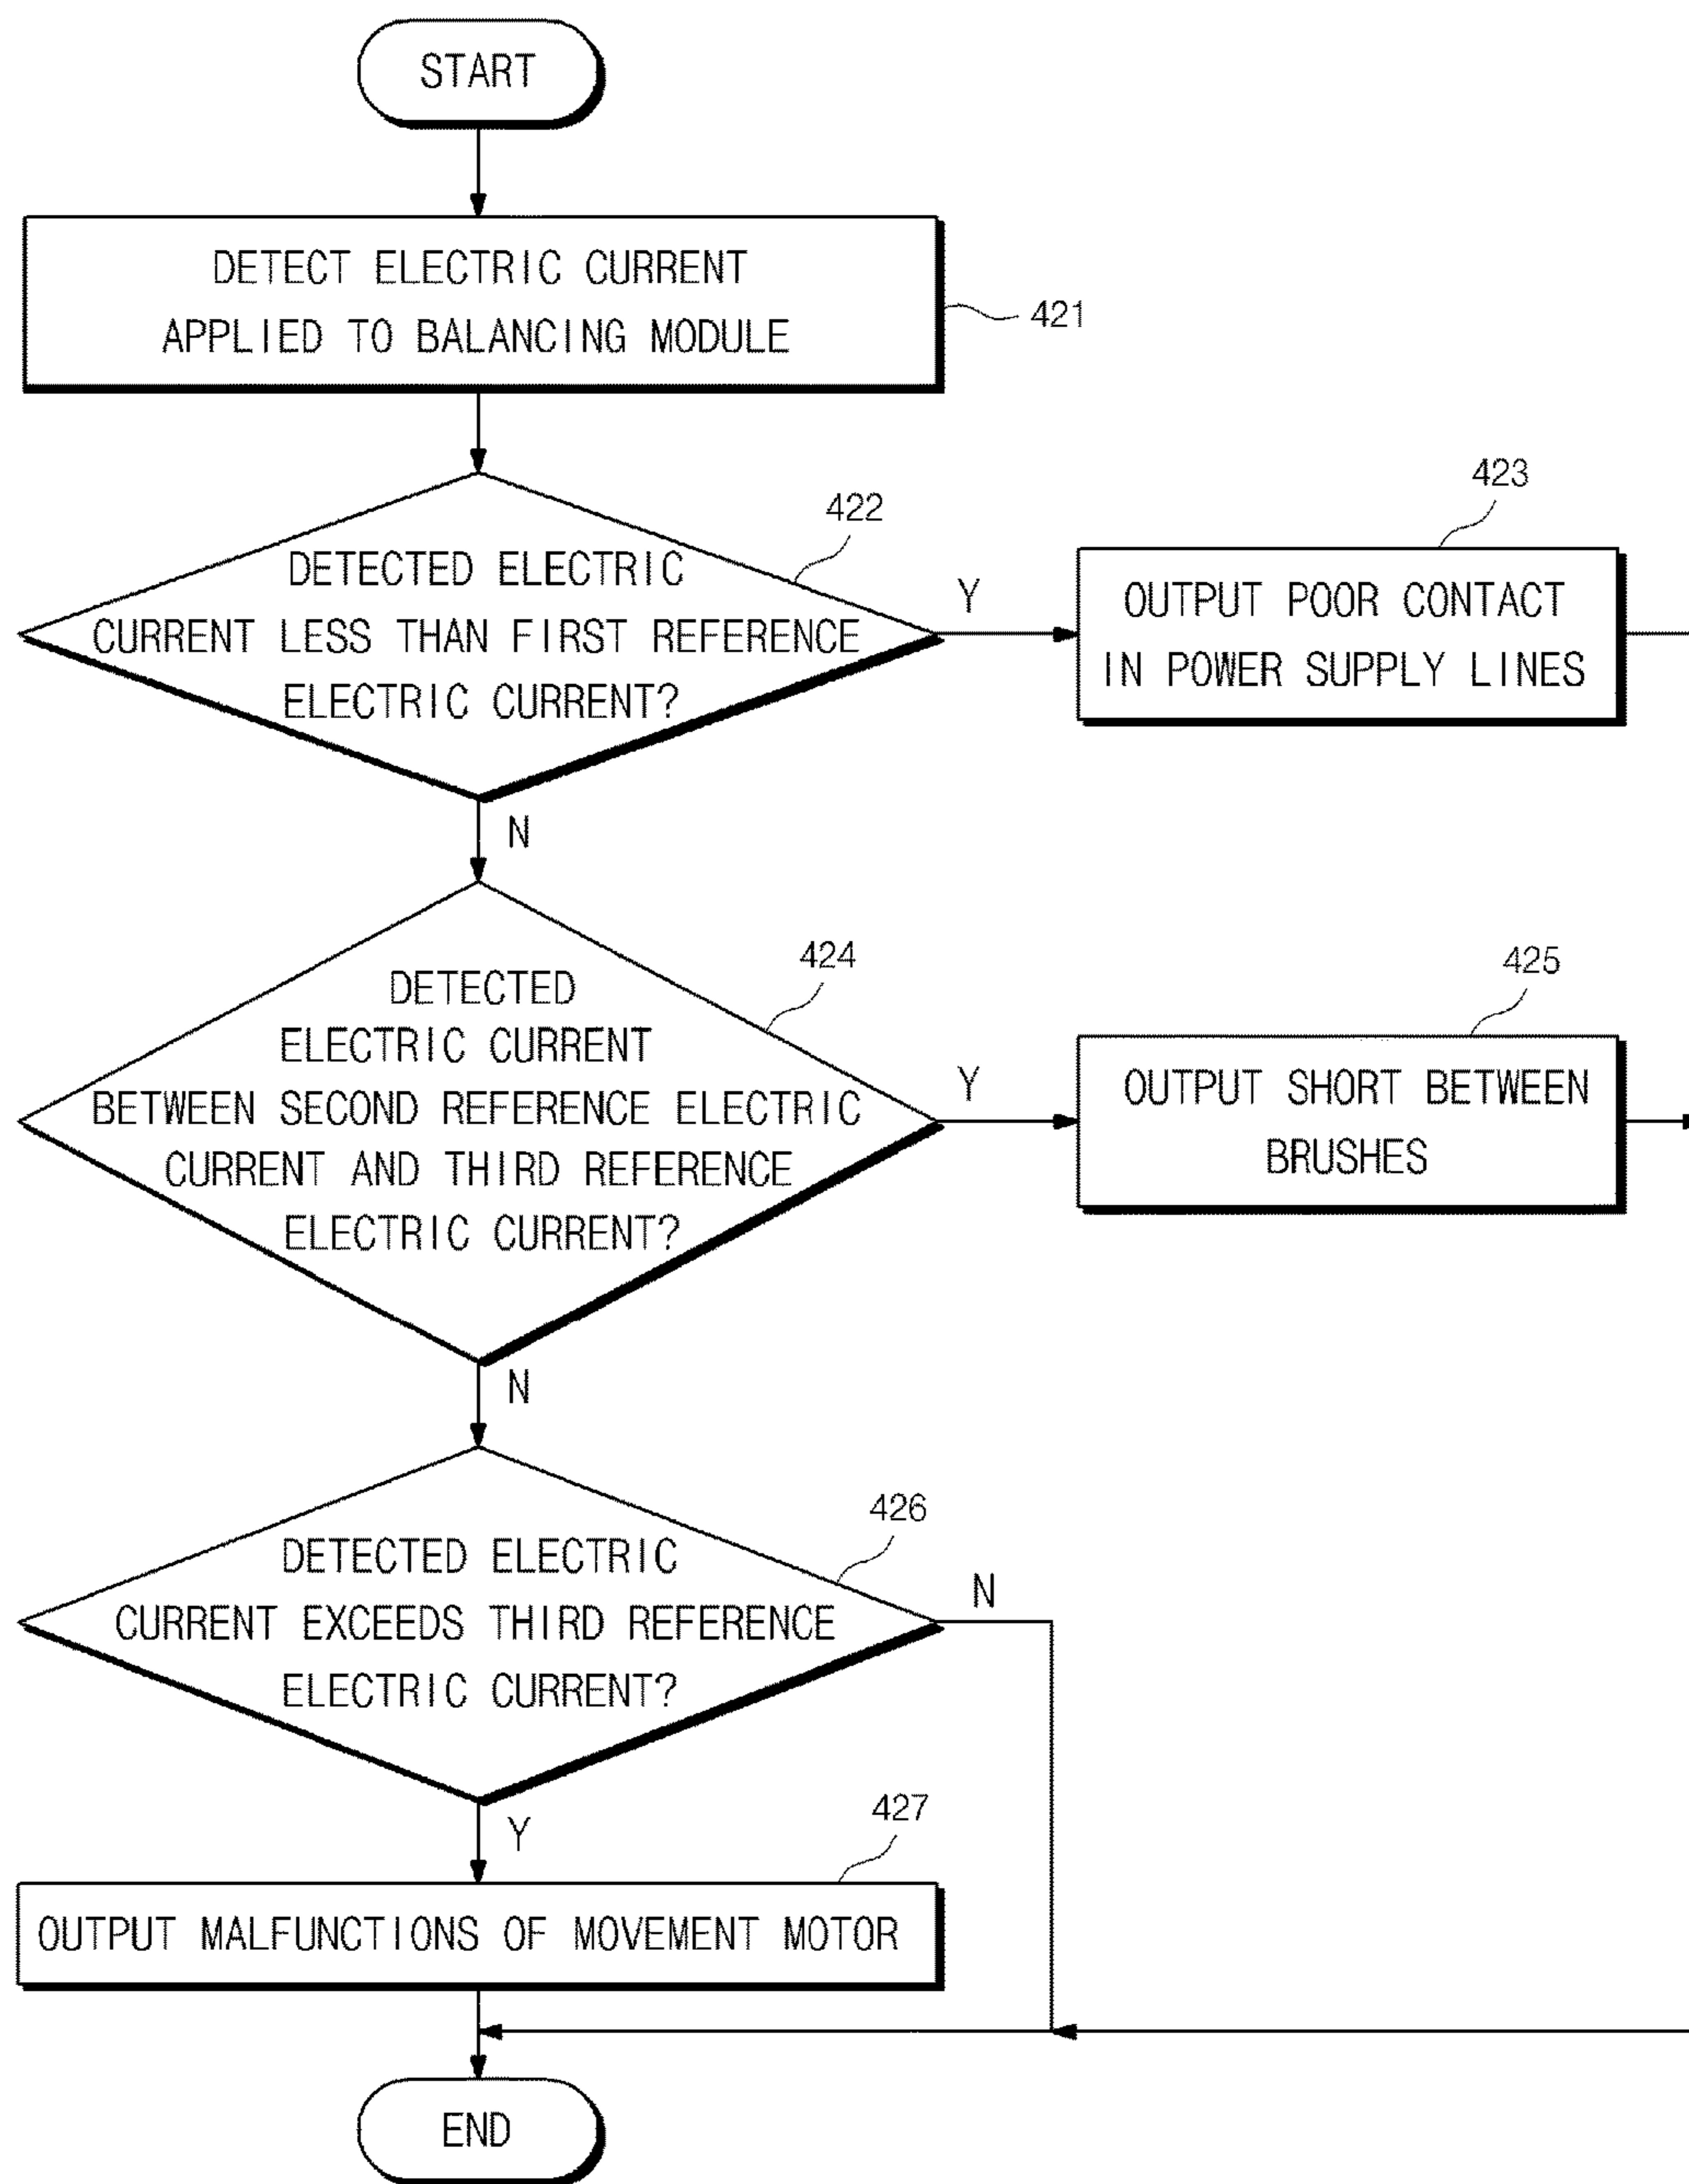 START
DETECT ELECTRIC CURRENT
APPLIED TO BALANCING MODULE
421
422
DETECTED ELECTRIC
CURRENT LESS THAN FIRST REFERENCE
ELECTRIC CURRENT?
Y
423
OUTPUT POOR CONTACT
IN POWER SUPPLY LINES
N
424
DETECTED
ELECTRIC CURRENT
BETWEEN SECOND REFERENCE ELECTRIC
CURRENT AND THIRD REFERENCE
ELECTRIC CURRENT?
Y
425
OUTPUT SHORT BETWEEN
BRUSHES
N
426
DETECTED ELECTRIC
CURRENT EXCEEDS THIRD REFERENCE
ELECTRIC CURRENT?
N
Y
427
OUTPUT MALFUNCTIONS OF MOVEMENT MOTOR
END